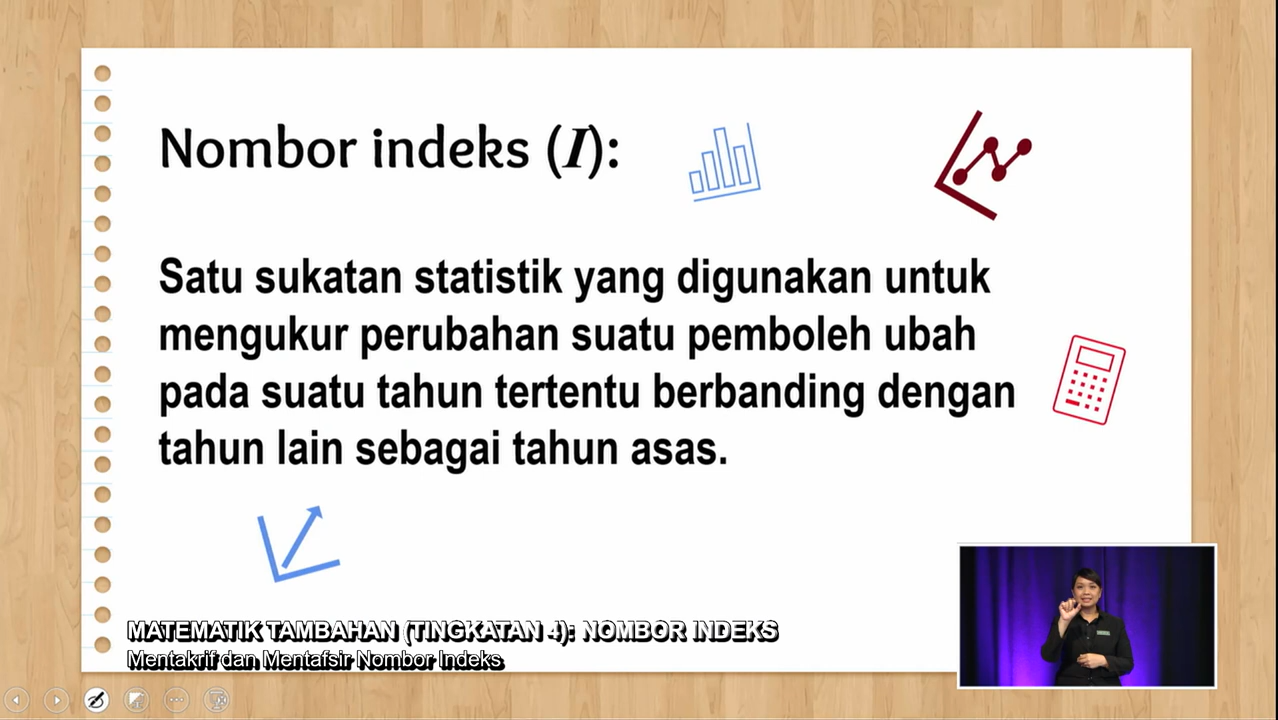 Nombor indeks (I):
Satu sukatan statistik yang digunakan untuk
mengukur perubahan suatu pemboleh ubah
pada suatu tahun tertentu berbanding dengan
tahun lain sebagai tahun asas.
MATEMATIK TAMBAHAN (TINGKATAN 4): NOMBOR INDEKS
Mentakrif dan Mentafsir Nombor Indeks